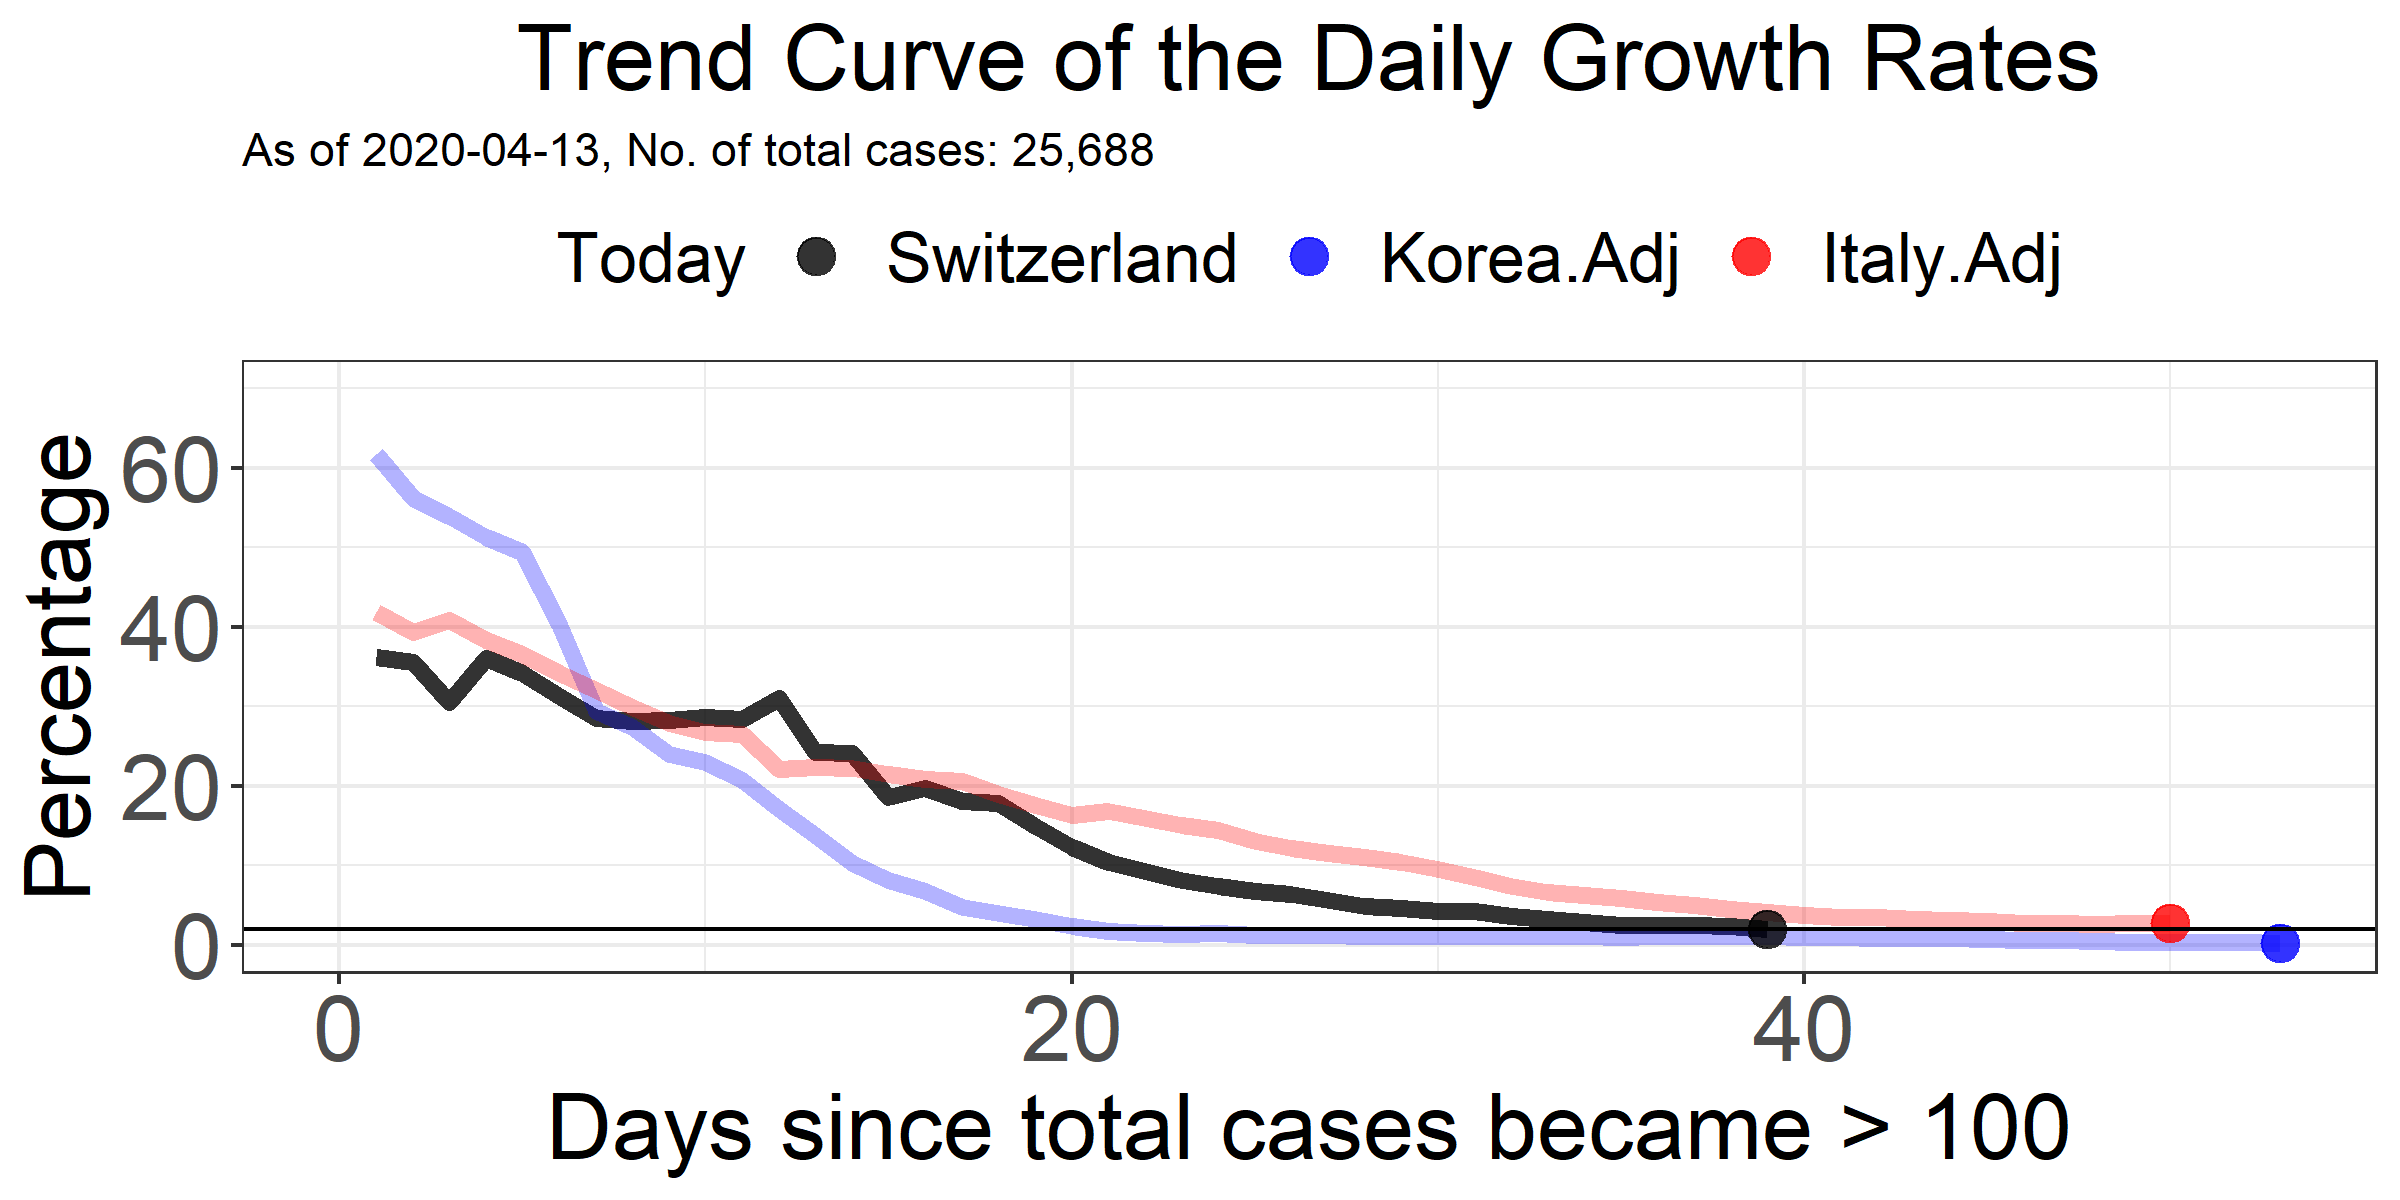 Trend Curve of the Daily Growth Rates
As of 2020-04-13, No. of total cases: 25,688
Today Switzerland Korea.Adj Italy.Adj
Percentage
60
40
20
0
0 20 40
Days since total cases became > 100